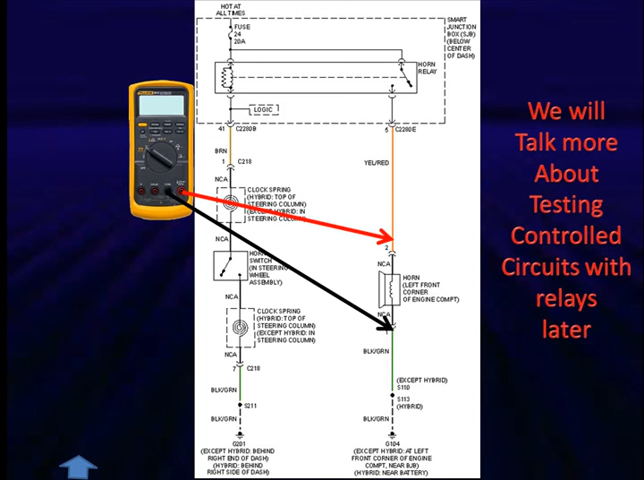 HOT AT
ALL TIMES
FUSE
24
20A
SMART
JUNCTION
BOX (SJB)
(BELOW
CENTER
OF DASH)
HORN
RELAY
LOGIC
41 C2280B
5 C2280E
BRN
YEL/RED
1 C218
NCA
CLOCK SPRING
(HYBRID: TOP OF
STEERING COLUMN)
(EXCEPT HYBRID: IN
STEERING COLUMN)
NCA
2
NCA
HORN
SWITCH
(IN STEERING
WHEEL
ASSEMBLY)
HORN
(LEFT FRONT
CORNER
OF ENGINE COMPT)
NCA
NCA
CLOCK SPRING
(HYBRID: TOP OF
STEERING COLUMN)
(EXCEPT HYBRID: IN
STEERING COLUMN)
BLK/GRN
NCA
7 C218
BLK/GRN
(EXCEPT HYBRID)
S110
S113
(HYBRID)
S211
BLK/GRN
BLK/GRN
G201
(EXCEPT HYBRID: BEHIND
RIGHT END OF DASH)
(HYBRID: BEHIND
RIGHT SIDE OF DASH)
G104
(EXCEPT HYBRID: AT LEFT
FRONT CORNER OF ENGINE
COMPT, NEAR BJB)
(HYBRID: NEAR BATTERY)
We will
Talk more
About
Testing
Controlled
Circuits with
relays
later